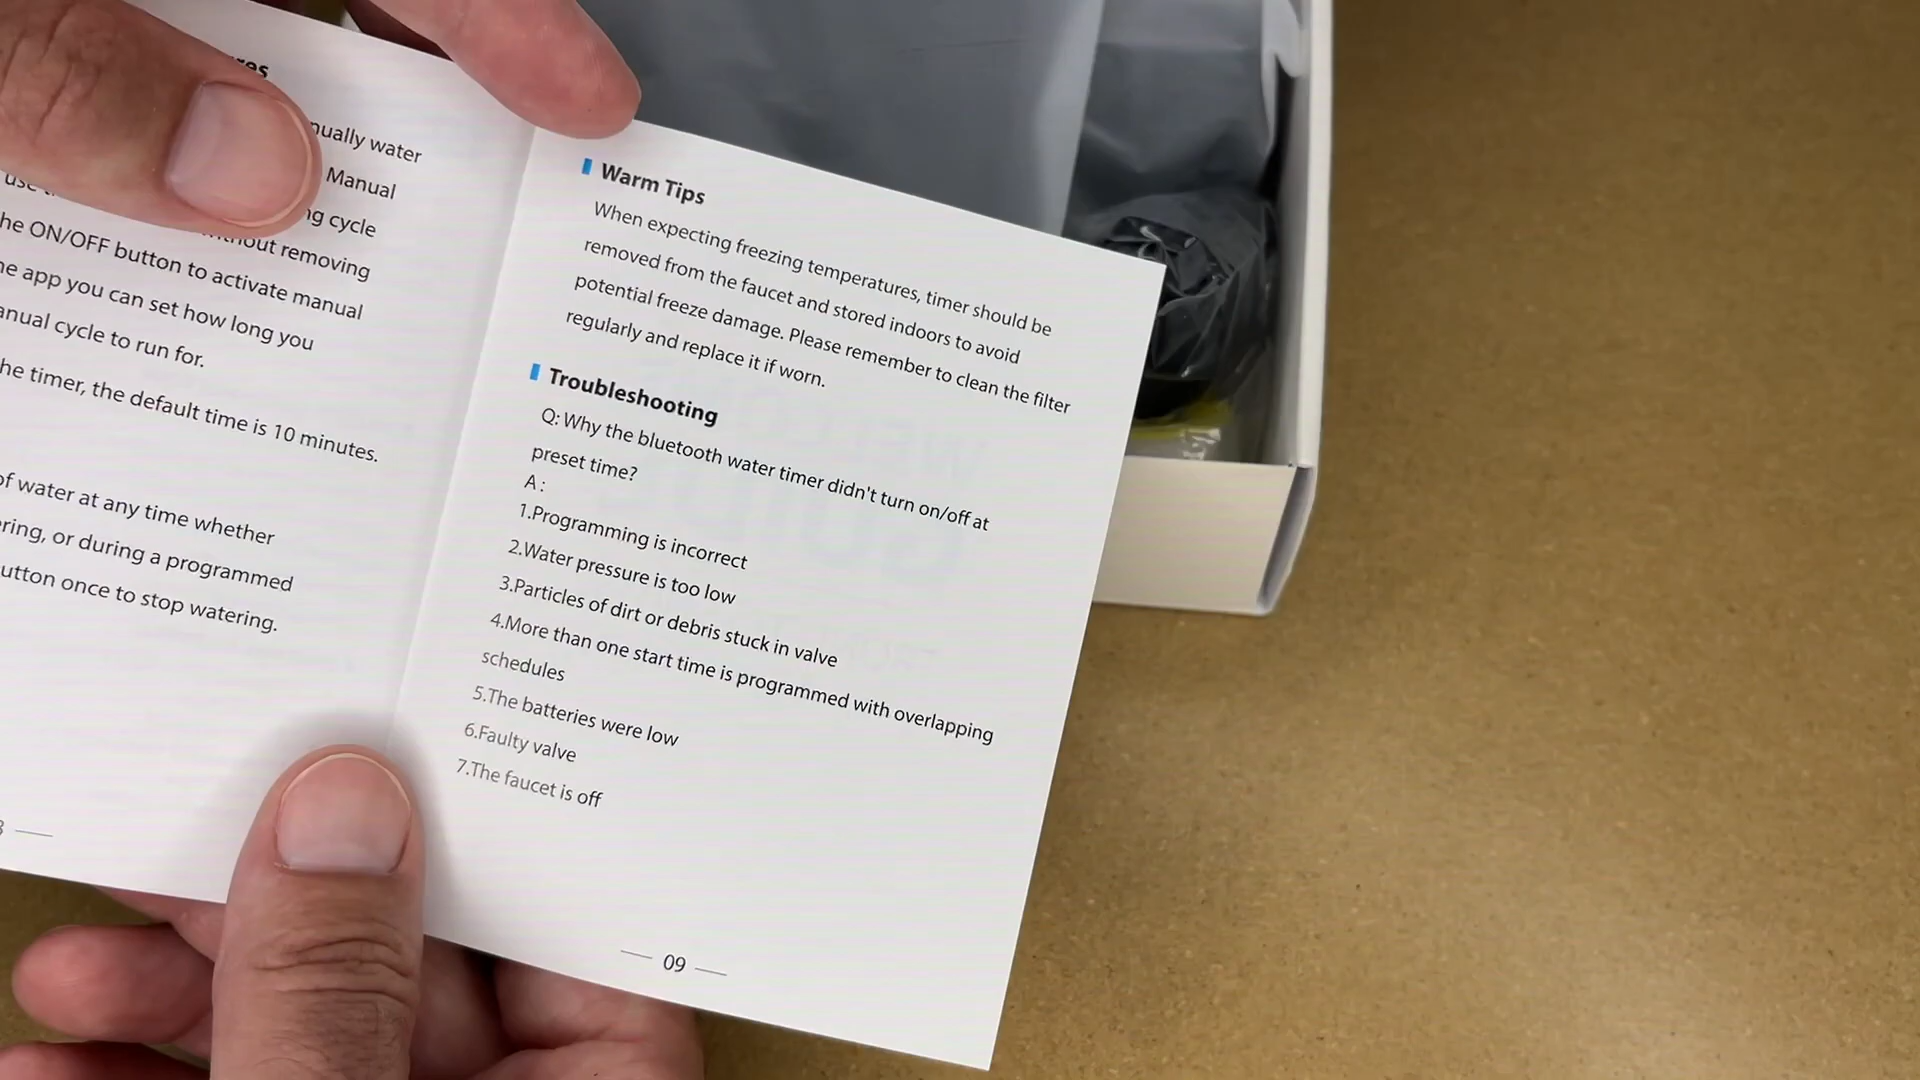 nually water
Manual
ng cycle
without removing
he ON/OFF button to activate manual
he app you can set how long you
anual cycle to run for.
he timer, the default time is 10 minutes.
of water at any time whether
ring, or during a programmed
utton once to stop watering.
Warm Tips
When expecting freezing temperatures, timer should be
removed from the faucet and stored indoors to avoid
potential freeze damage. Please remember to clean the filter
regularly and replace it if worn.
Troubleshooting
Q: Why the bluetooth water timer didn't turn on/off at
preset time?
A :
1.Programming is incorrect
2.Water pressure is too low
3.Particles of dirt or debris stuck in valve
4.More than one start time is programmed with overlapping
schedules
5.The batteries were low
6.Faulty valve
7.The faucet is off
09